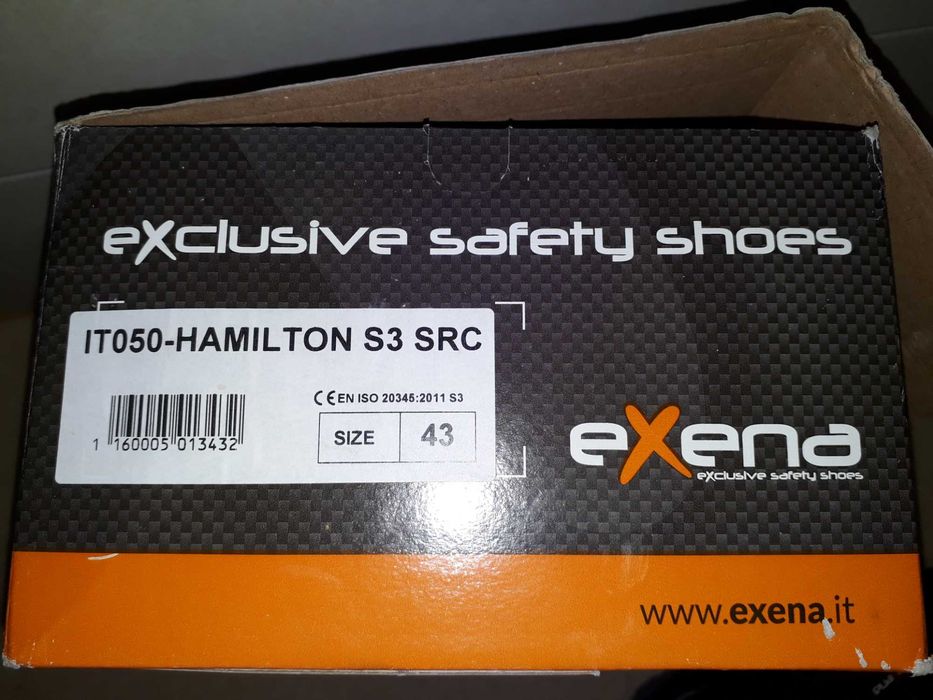 eXclusive safety shoes
IT050-HAMILTON S3 SRC
CE EN ISO 20345:2011 S3
SIZE 43
1 160005 013432
eXena
eXclusive safety shoes
www.exena.it